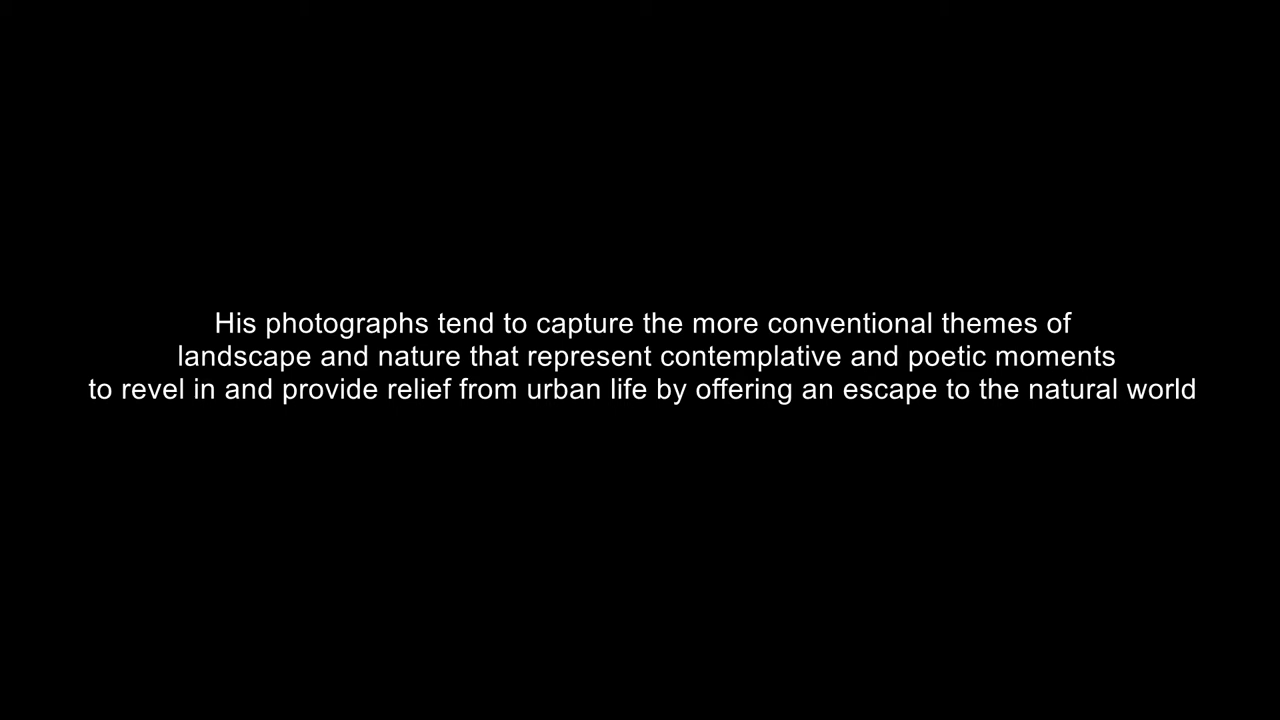 His photographs tend to capture the more conventional themes of
landscape and nature that represent contemplative and poetic moments
to revel in and provide relief from urban life by offering an escape to the natural world